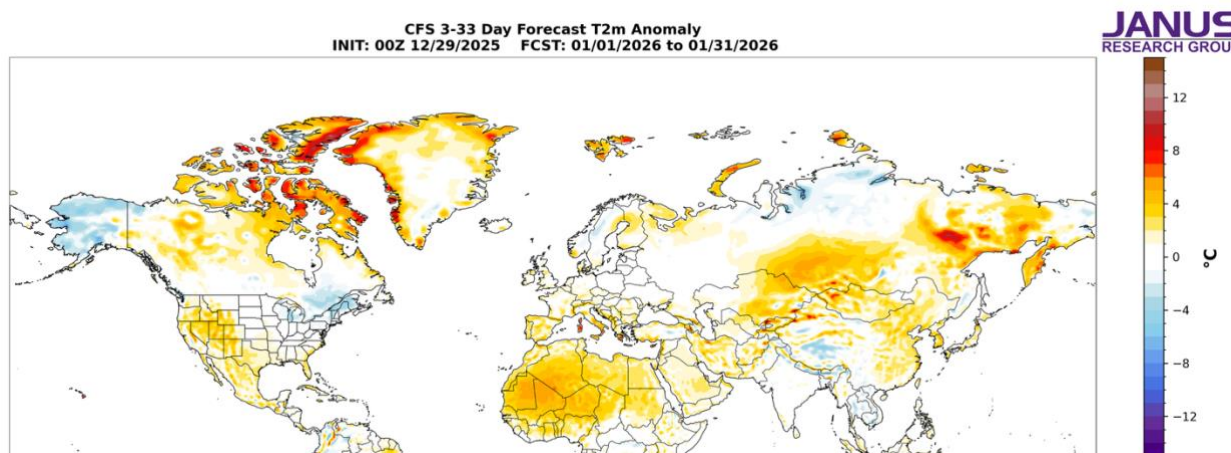 CFS 3-33 Day Forecast T2m Anomaly
INIT: 00Z 12/29/2025 FCST: 01/01/2026 to 01/31/2026
JANUS
RESEARCH GROUP
12
8
4
0
−4
−8
−12
°C